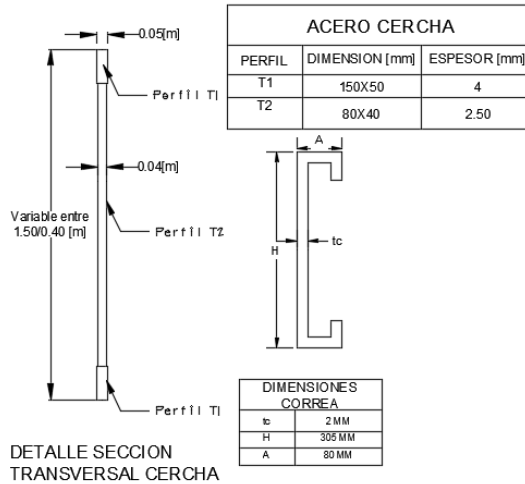 0.05[m]
Perfil T1
0.04[m]
Variable entre
1.50/0.40 [m]
Perfil T2
Perfil T1
DETALLE SECCION
TRANSVERSAL CERCHA
ACERO CERCHA
PERFIL DIMENSION [mm] ESPESOR [mm]
T1 150X50 4
T2 80X40 2.50
A
H
tc
DIMENSIONES
CORREA
tc 2 MM
H 305 MM
A 80 MM